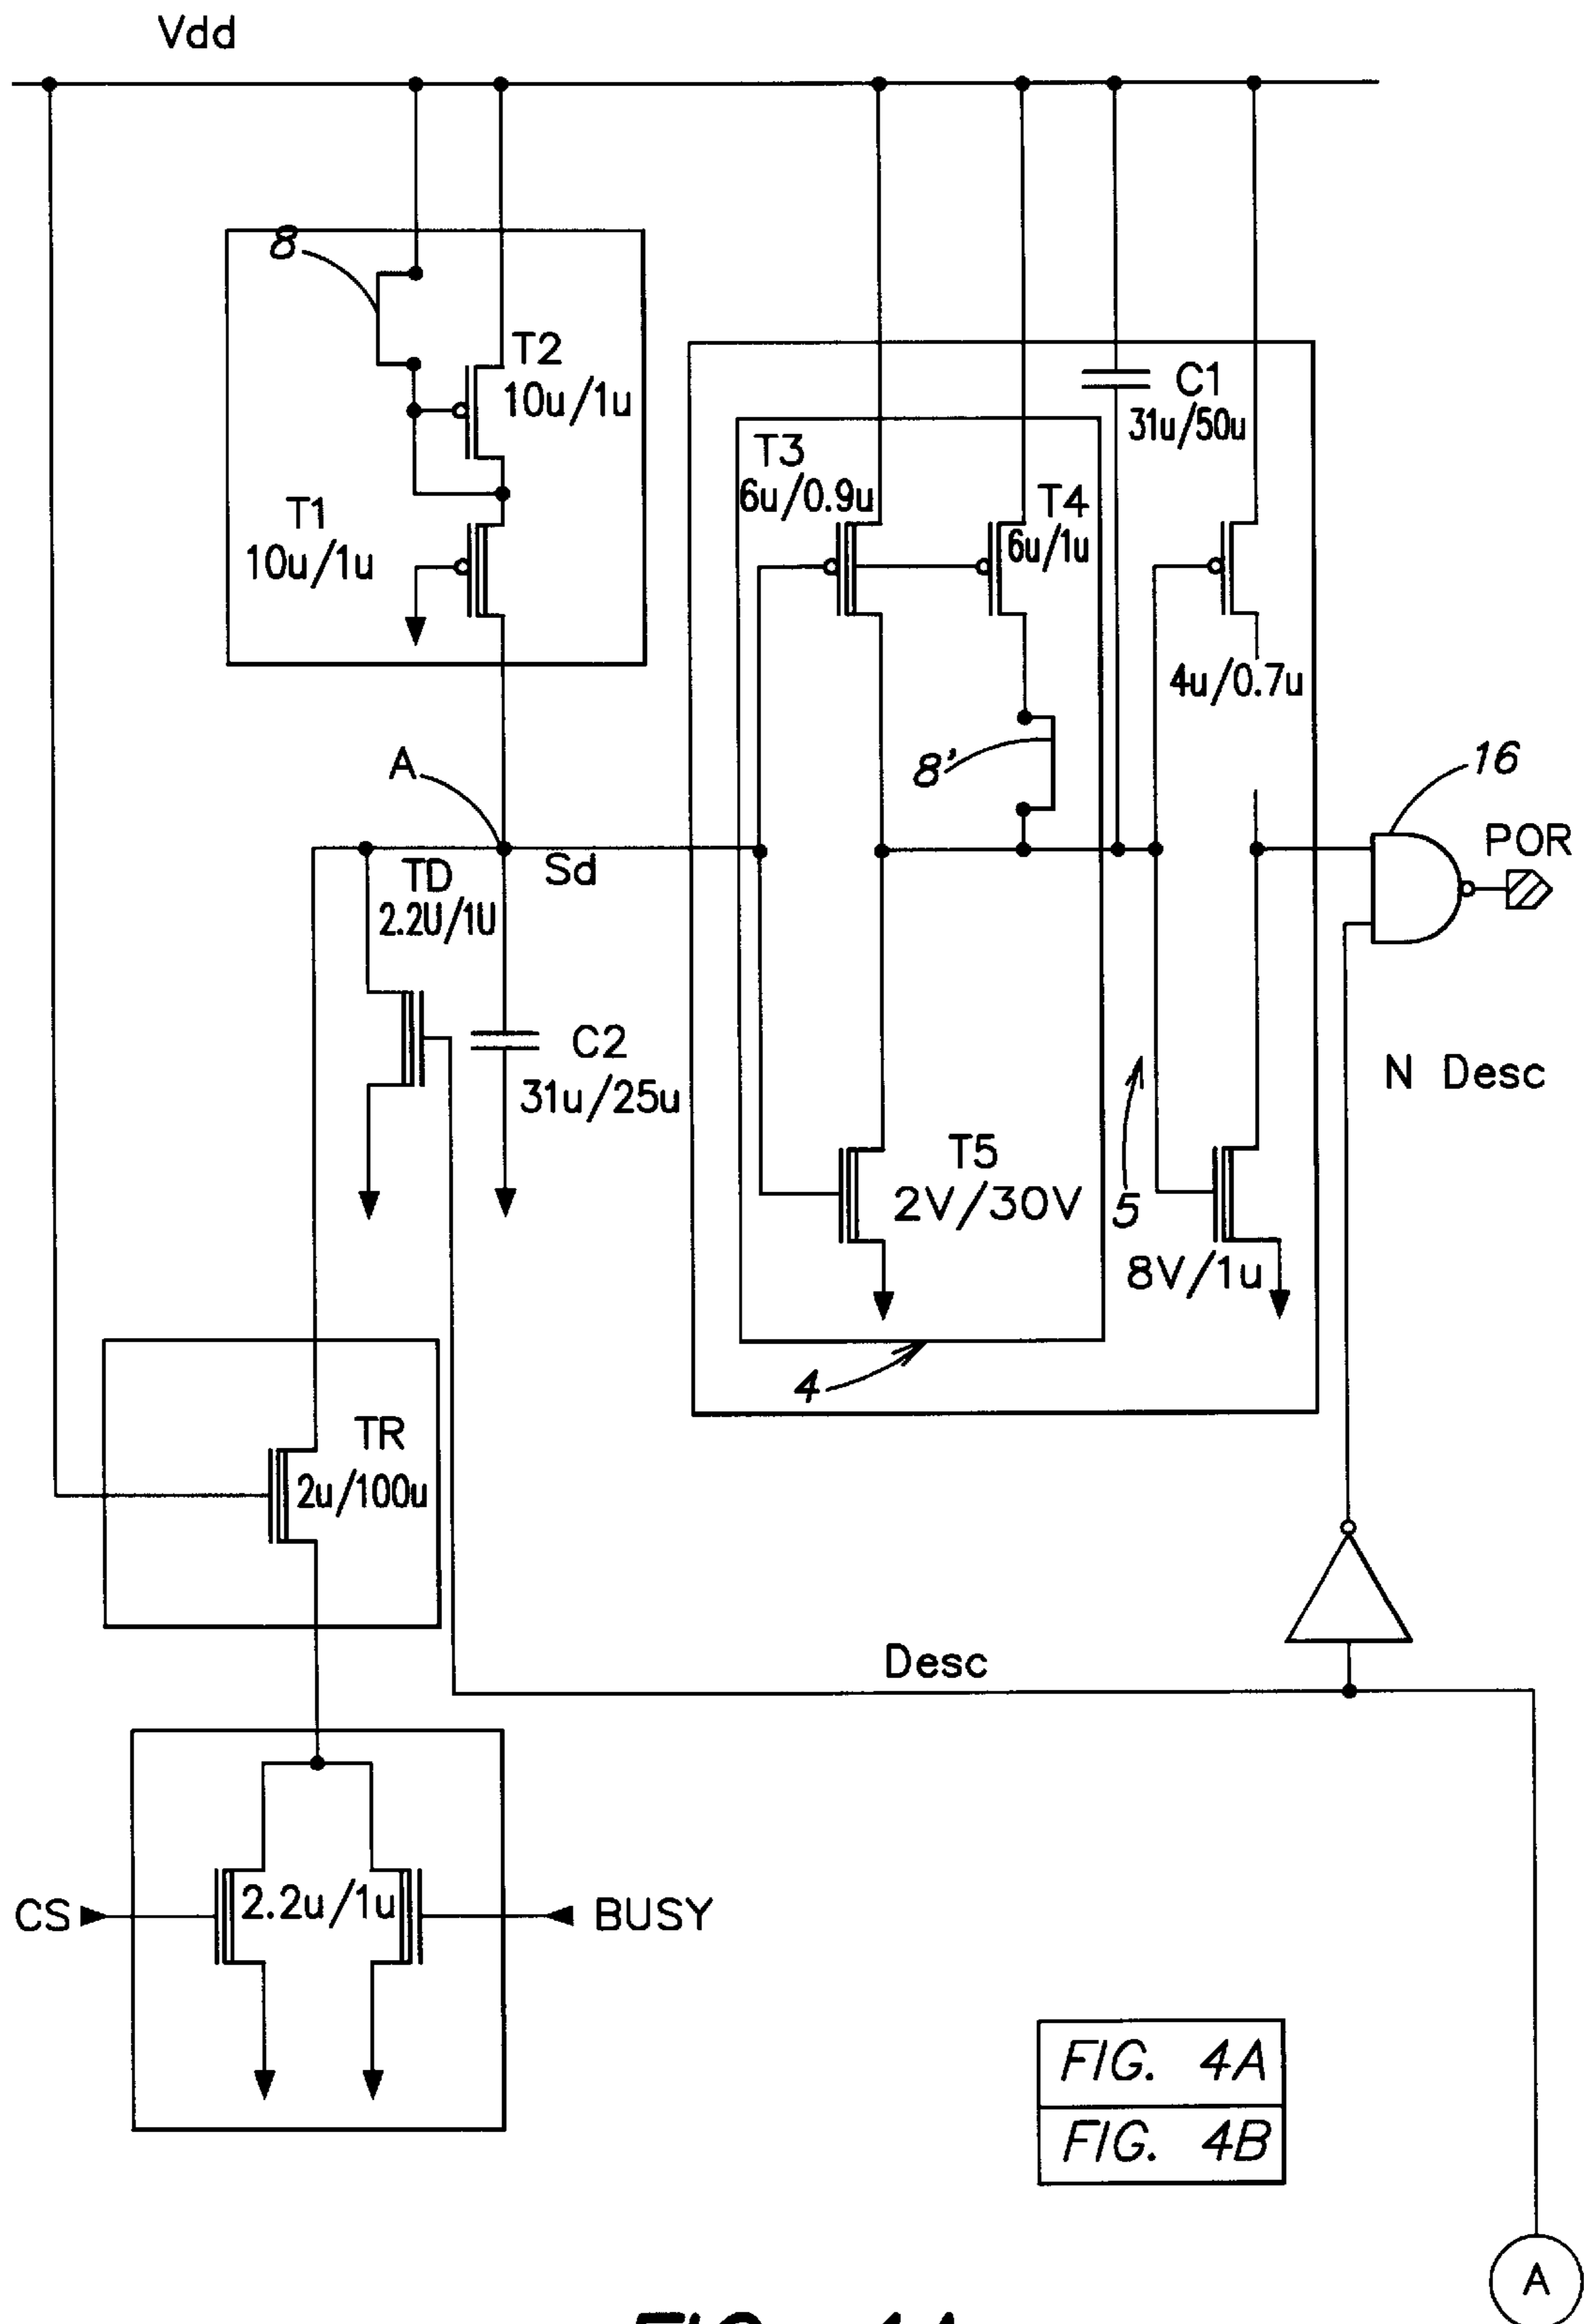 Vdd
8
T2
10u/1u
C1
31u/50u
T3
6u/0.9u
T4
6u/1u
T1
10u/1u
4u/0.7u
8'
16
A
POR
Sd
TD
2.2U/1U
C2
31u/25u
N Desc
T5
2V/30V
5
8V/1u
4
TR
2u/100u
Desc
CS
2.2u/1u
BUSY
FIG. 4A
FIG. 4B
A